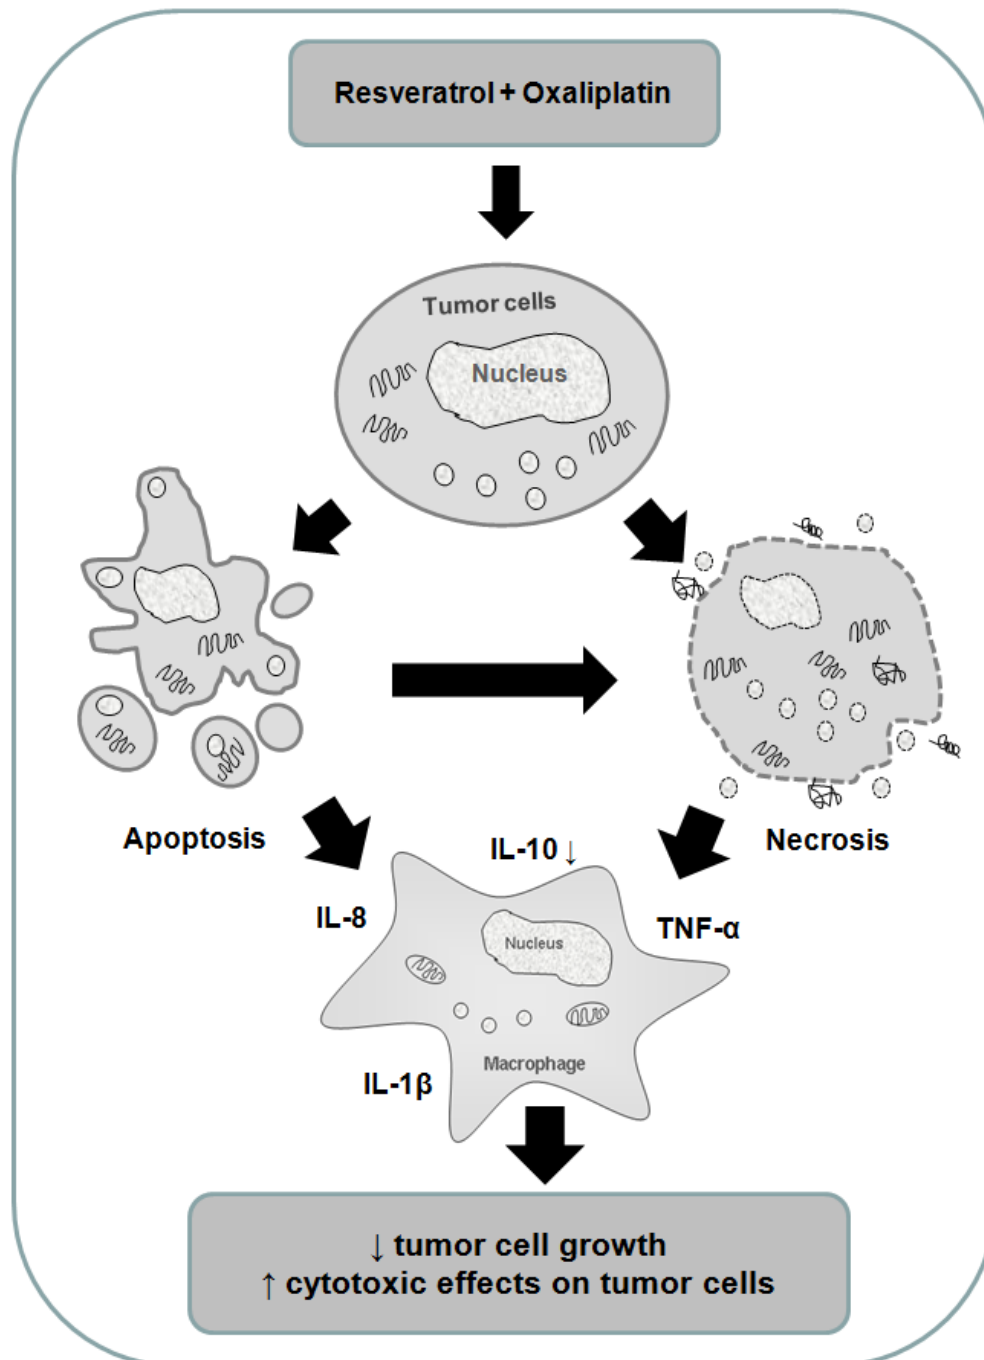 Resveratrol + Oxaliplatin
Tumor cells
Nucleus
Apoptosis
Necrosis
IL-10 ↓
IL-8
TNF-α
Nucleus
Macrophage
IL-1β
↓ tumor cell growth
↑ cytotoxic effects on tumor cells